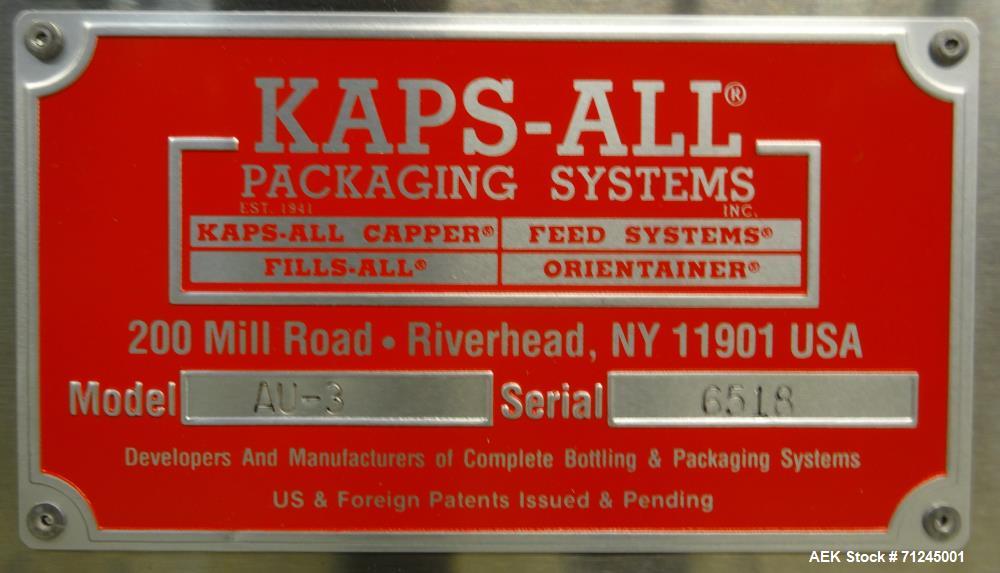 KAPS-ALL®
PACKAGING SYSTEMS
EST. 1941 INC.
KAPS-ALL CAPPER® FEED SYSTEMS®
FILLS-ALL® ORIENTAINER®
200 Mill Road • Riverhead, NY 11901 USA
Model AU-3 Serial 6518
Developers And Manufacturers of Complete Bottling & Packaging Systems
US & Foreign Patents Issued & Pending
AEK Stock # 71245001